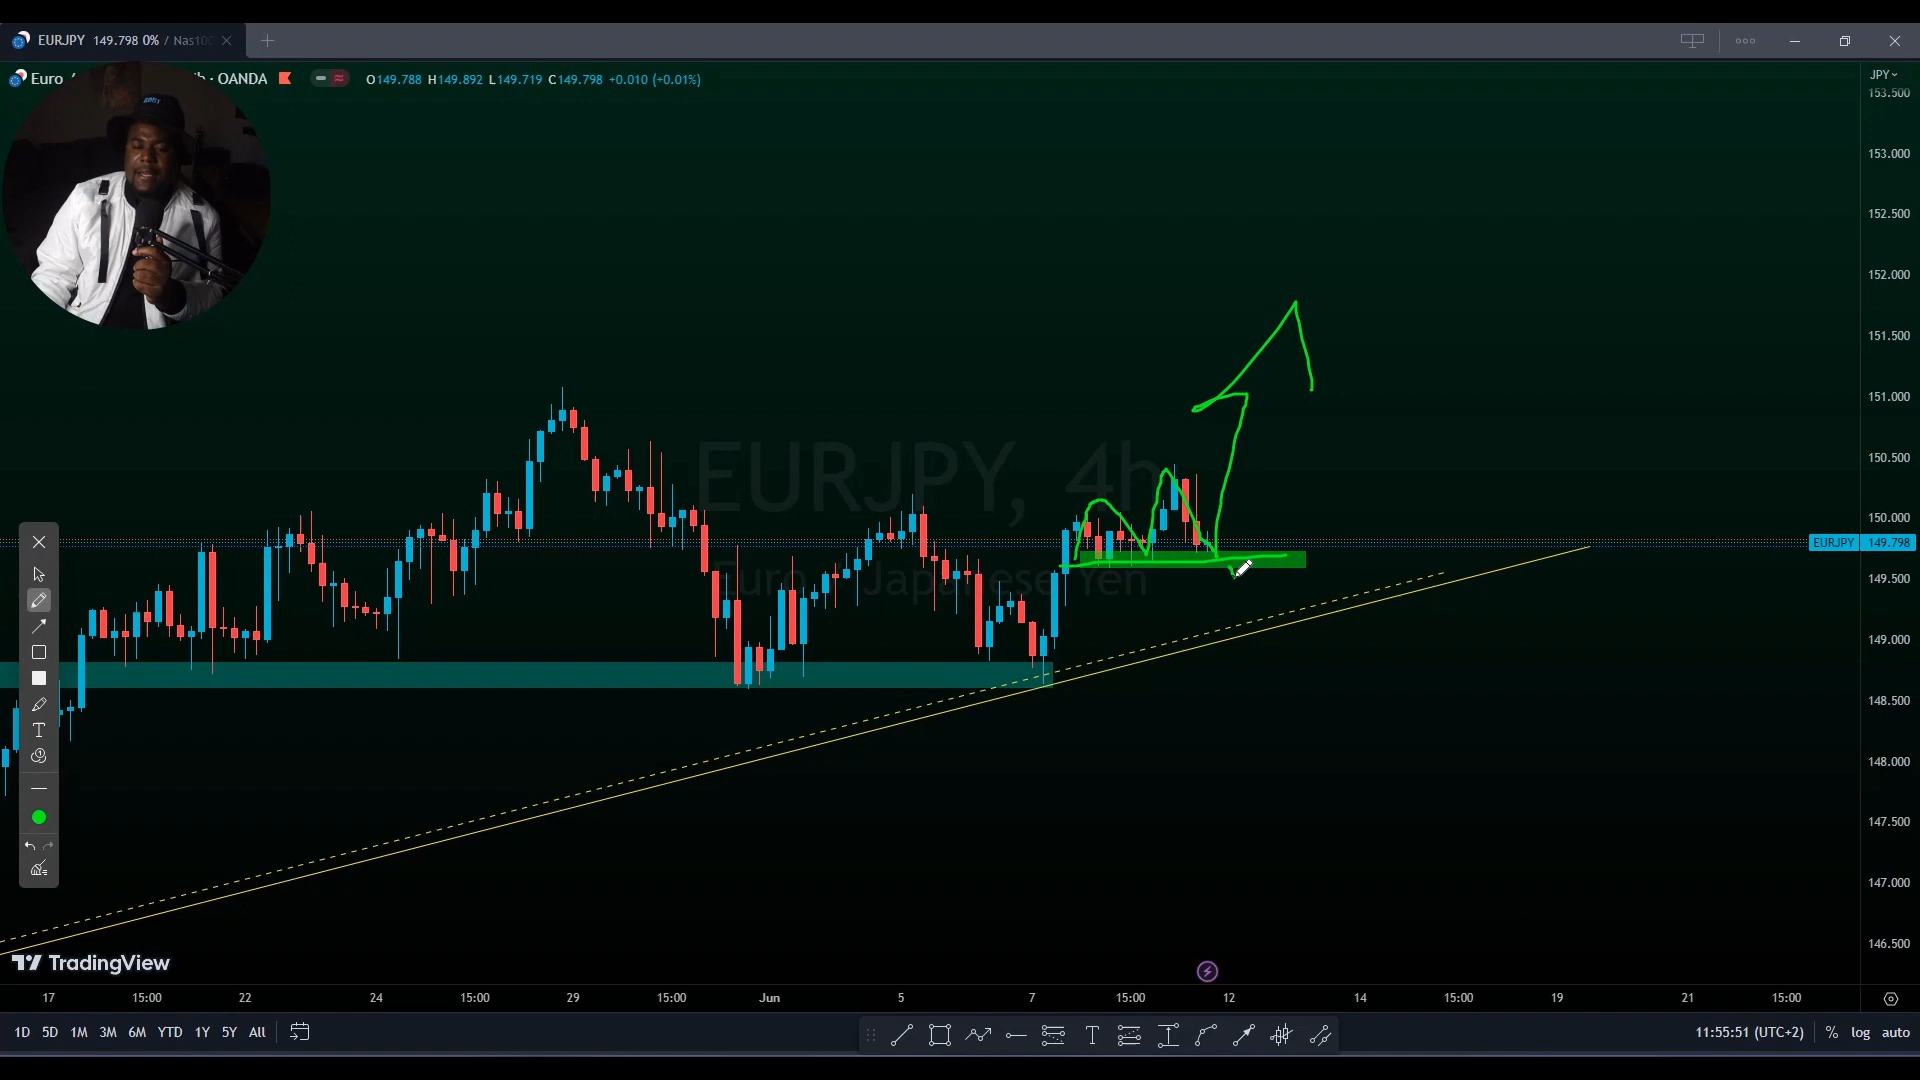 EURJPY 149.798 0% / Nas100
Euro / · OANDA O149.788 H149.892 L149.719 C149.798 +0.010 (+0.01%)
JPY
153.500
153.000
152.500
152.000
151.500
151.000
150.500
150.000
EURJPY 149.798
149.500
149.000
148.500
148.000
147.500
147.000
146.500
EURJPY, 4h
Euro / Japanese Yen
T
TradingView
17 15:00 22 24 15:00 29 15:00 Jun 5 7 15:00 12 14 15:00 19 21 15:00
1D 5D 1M 3M 6M YTD 1Y 5Y All T 11:55:51 (UTC+2) % log auto